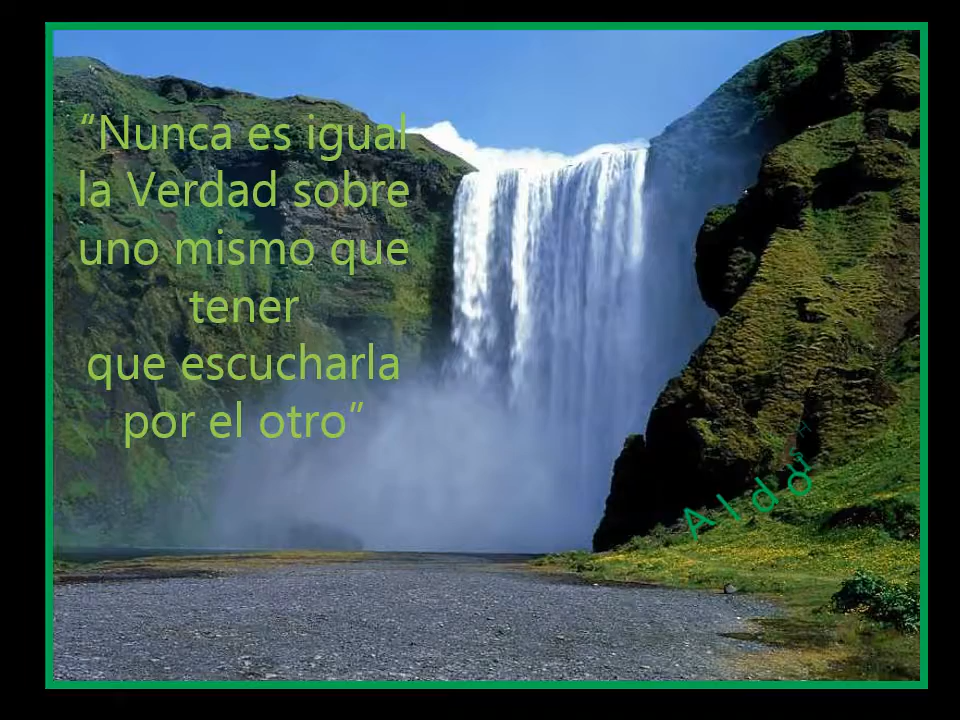 “Nunca es igual
la Verdad sobre
uno mismo que
tener
que escucharla
por el otro”
Aldo